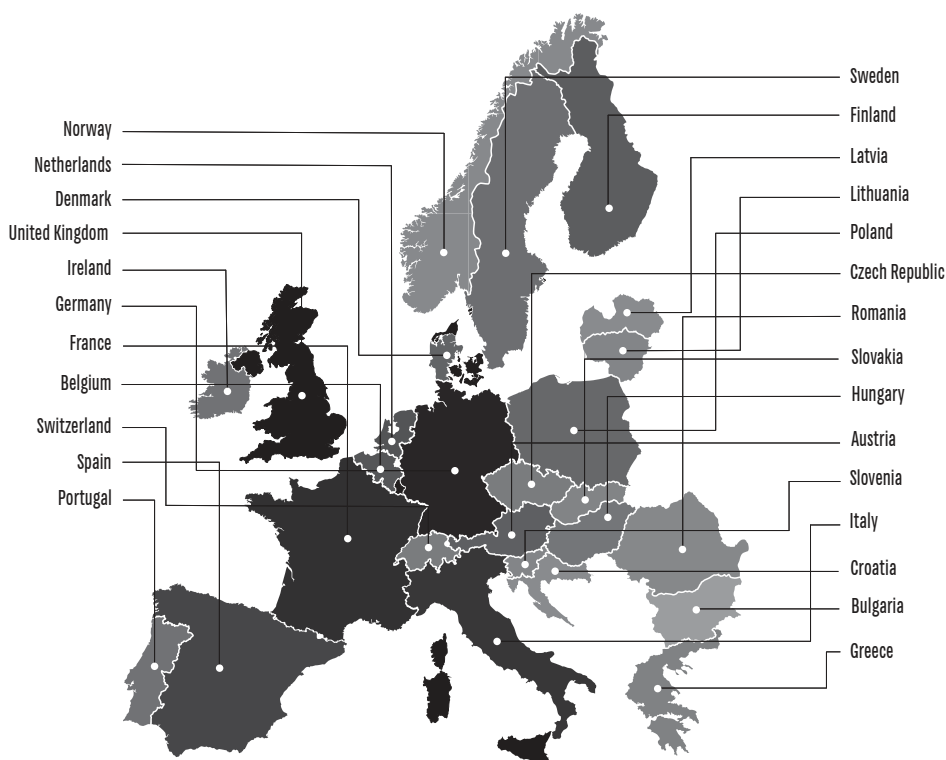 Norway
Netherlands
Denmark
United Kingdom
Ireland
Germany
France
Belgium
Switzerland
Spain
Portugal
Sweden
Finland
Latvia
Lithuania
Poland
Czech Republic
Romania
Slovakia
Hungary
Austria
Slovenia
Italy
Croatia
Bulgaria
Greece